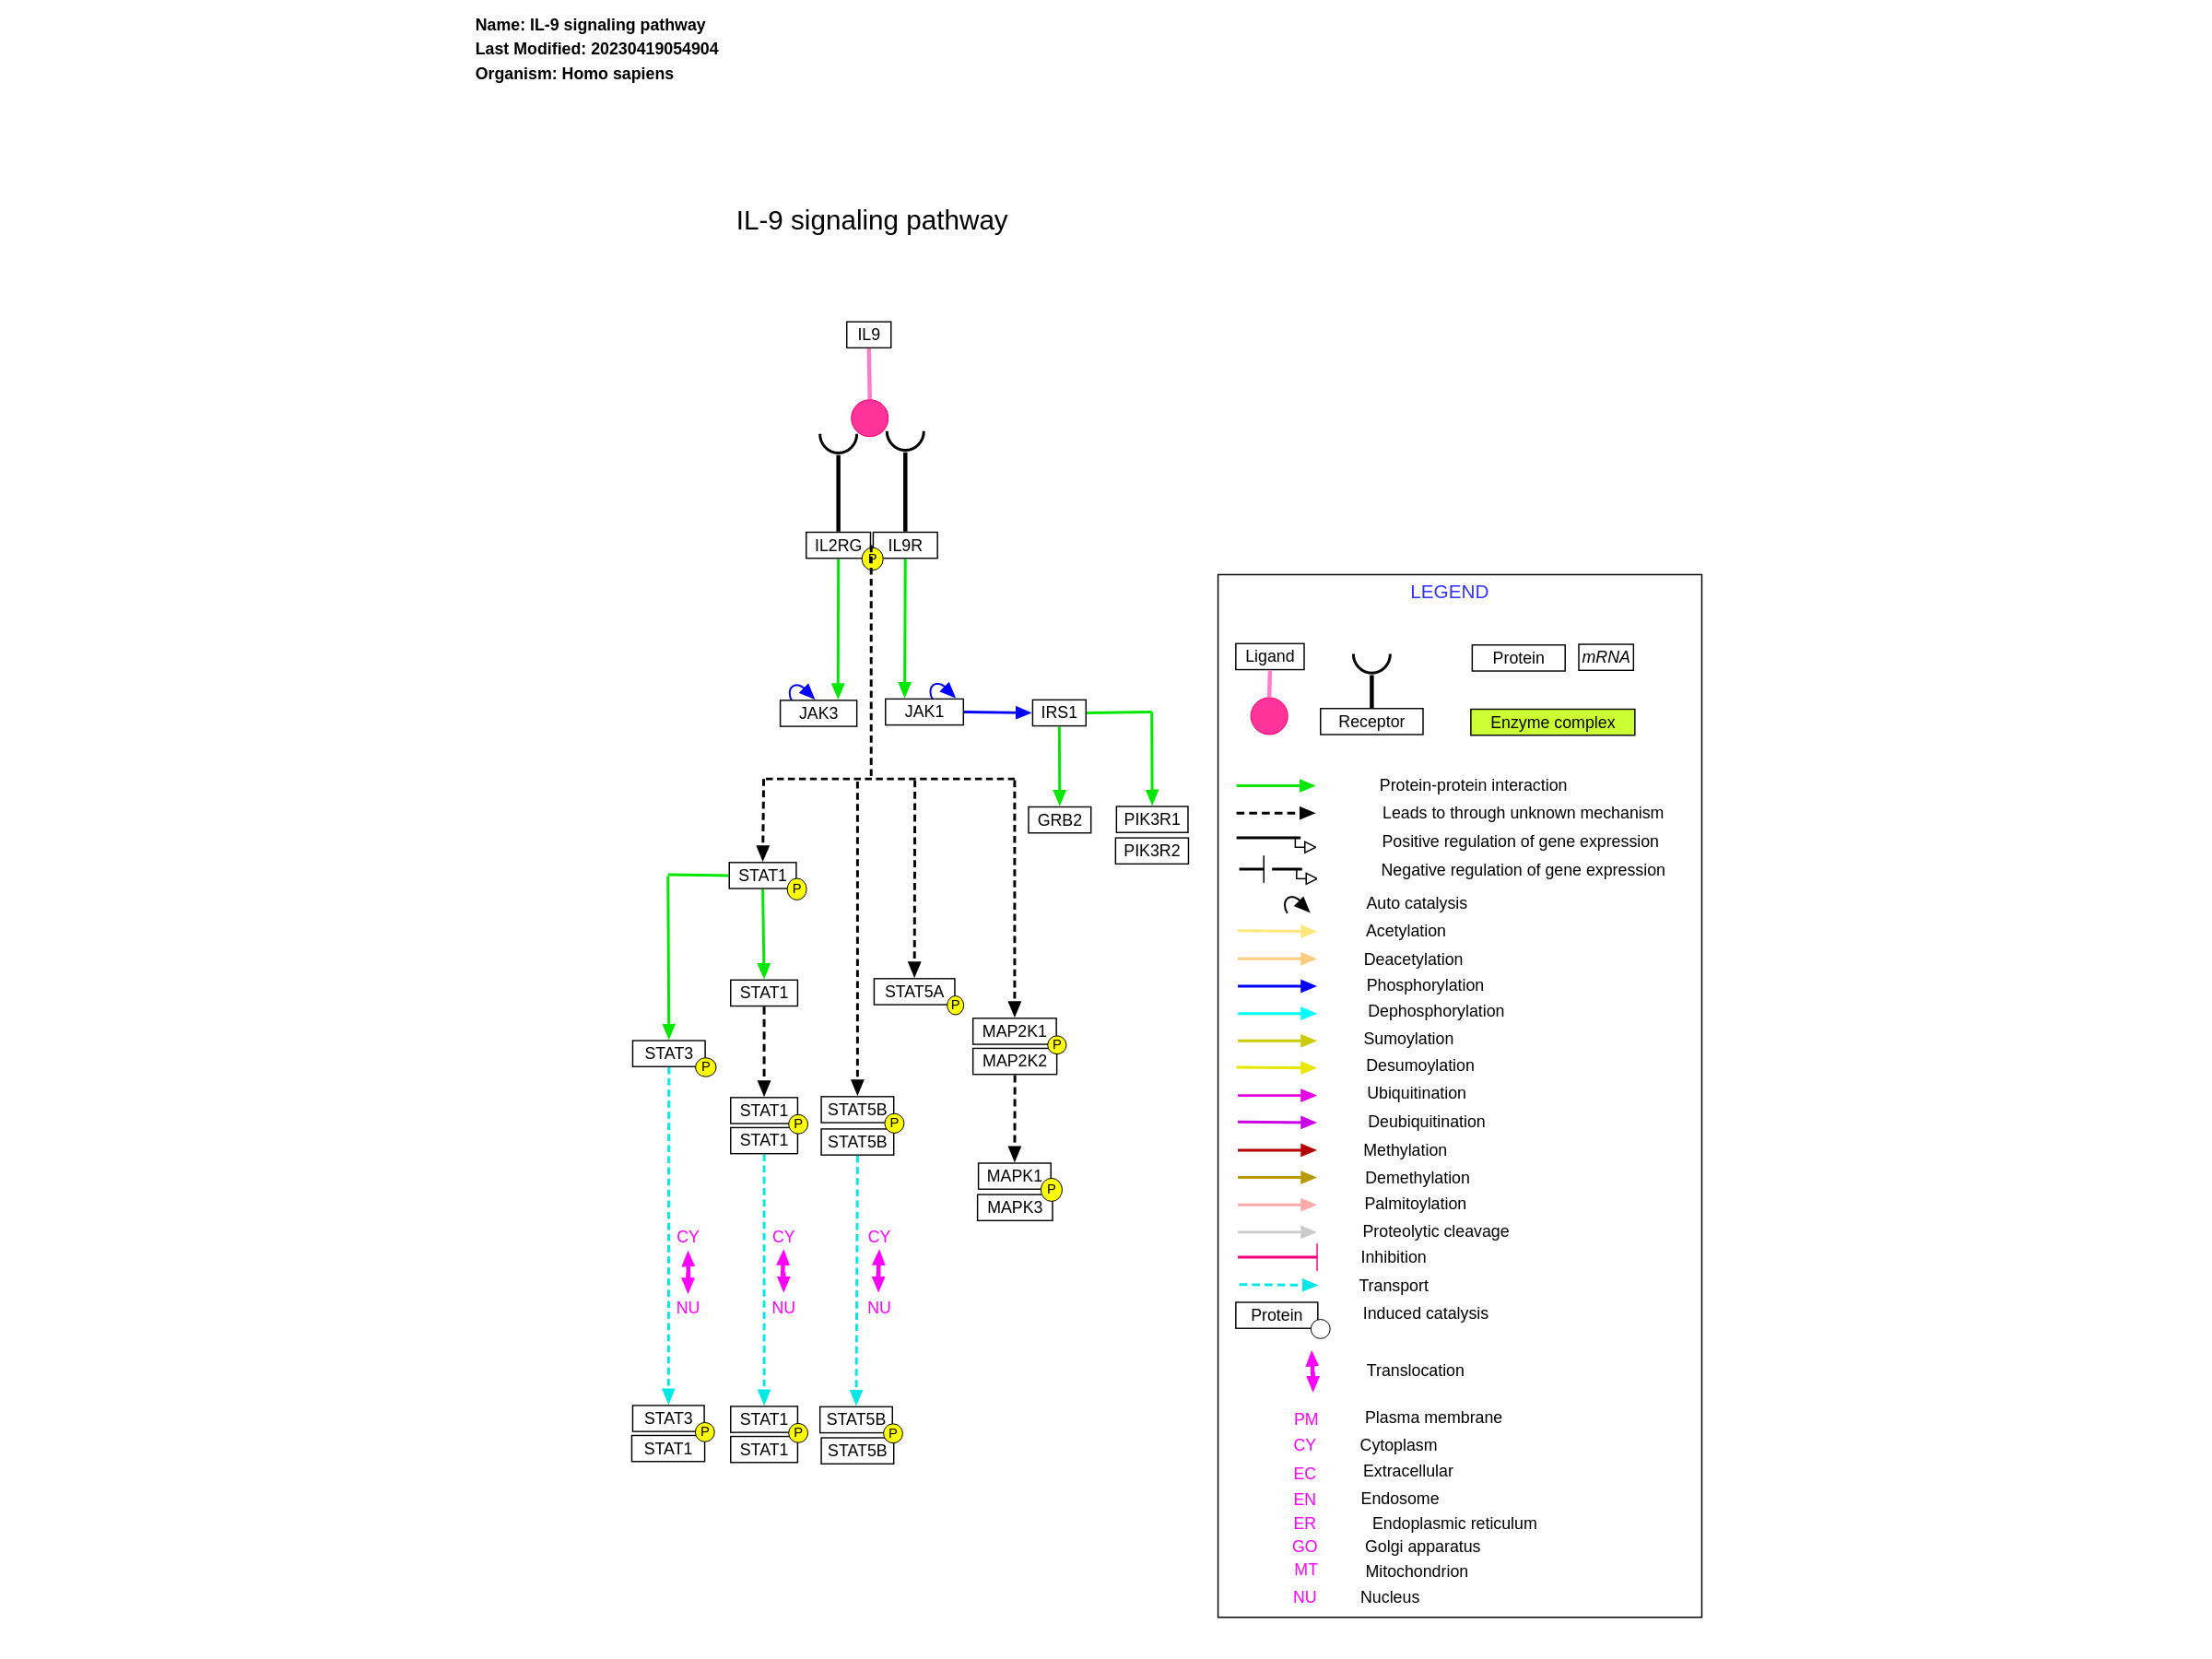 Name: IL-9 signaling pathway
Last Modified: 20230419054904
Organism: Homo sapiens
IL-9 signaling pathway
IL9
IL2RG
IL9R
P
JAK3
JAK1
IRS1
GRB2
PIK3R1
PIK3R2
STAT1
P
STAT1
STAT5A
P
MAP2K1
P
MAP2K2
STAT3
P
STAT1
P
STAT1
STAT5B
P
STAT5B
MAPK1
P
MAPK3
CY
CY
CY
NU
NU
NU
STAT3
P
STAT1
STAT1
P
STAT1
STAT5B
P
STAT5B
LEGEND
Ligand
Receptor
Protein
mRNA
Enzyme complex
Protein-protein interaction
Leads to through unknown mechanism
Positive regulation of gene expression
Negative regulation of gene expression
Auto catalysis
Acetylation
Deacetylation
Phosphorylation
Dephosphorylation
Sumoylation
Desumoylation
Ubiquitination
Deubiquitination
Methylation
Demethylation
Palmitoylation
Proteolytic cleavage
Inhibition
Transport
Protein
Induced catalysis
Translocation
PM Plasma membrane
CY Cytoplasm
EC Extracellular
EN Endosome
ER Endoplasmic reticulum
GO Golgi apparatus
MT Mitochondrion
NU Nucleus